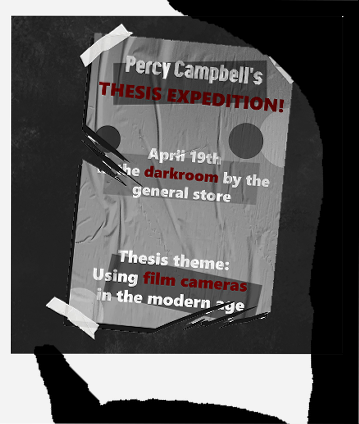 Percy Campbell's
THESIS EXPEDITION!
April 19th
the darkroom by the
general store
Thesis theme:
Using film cameras
in the modern age